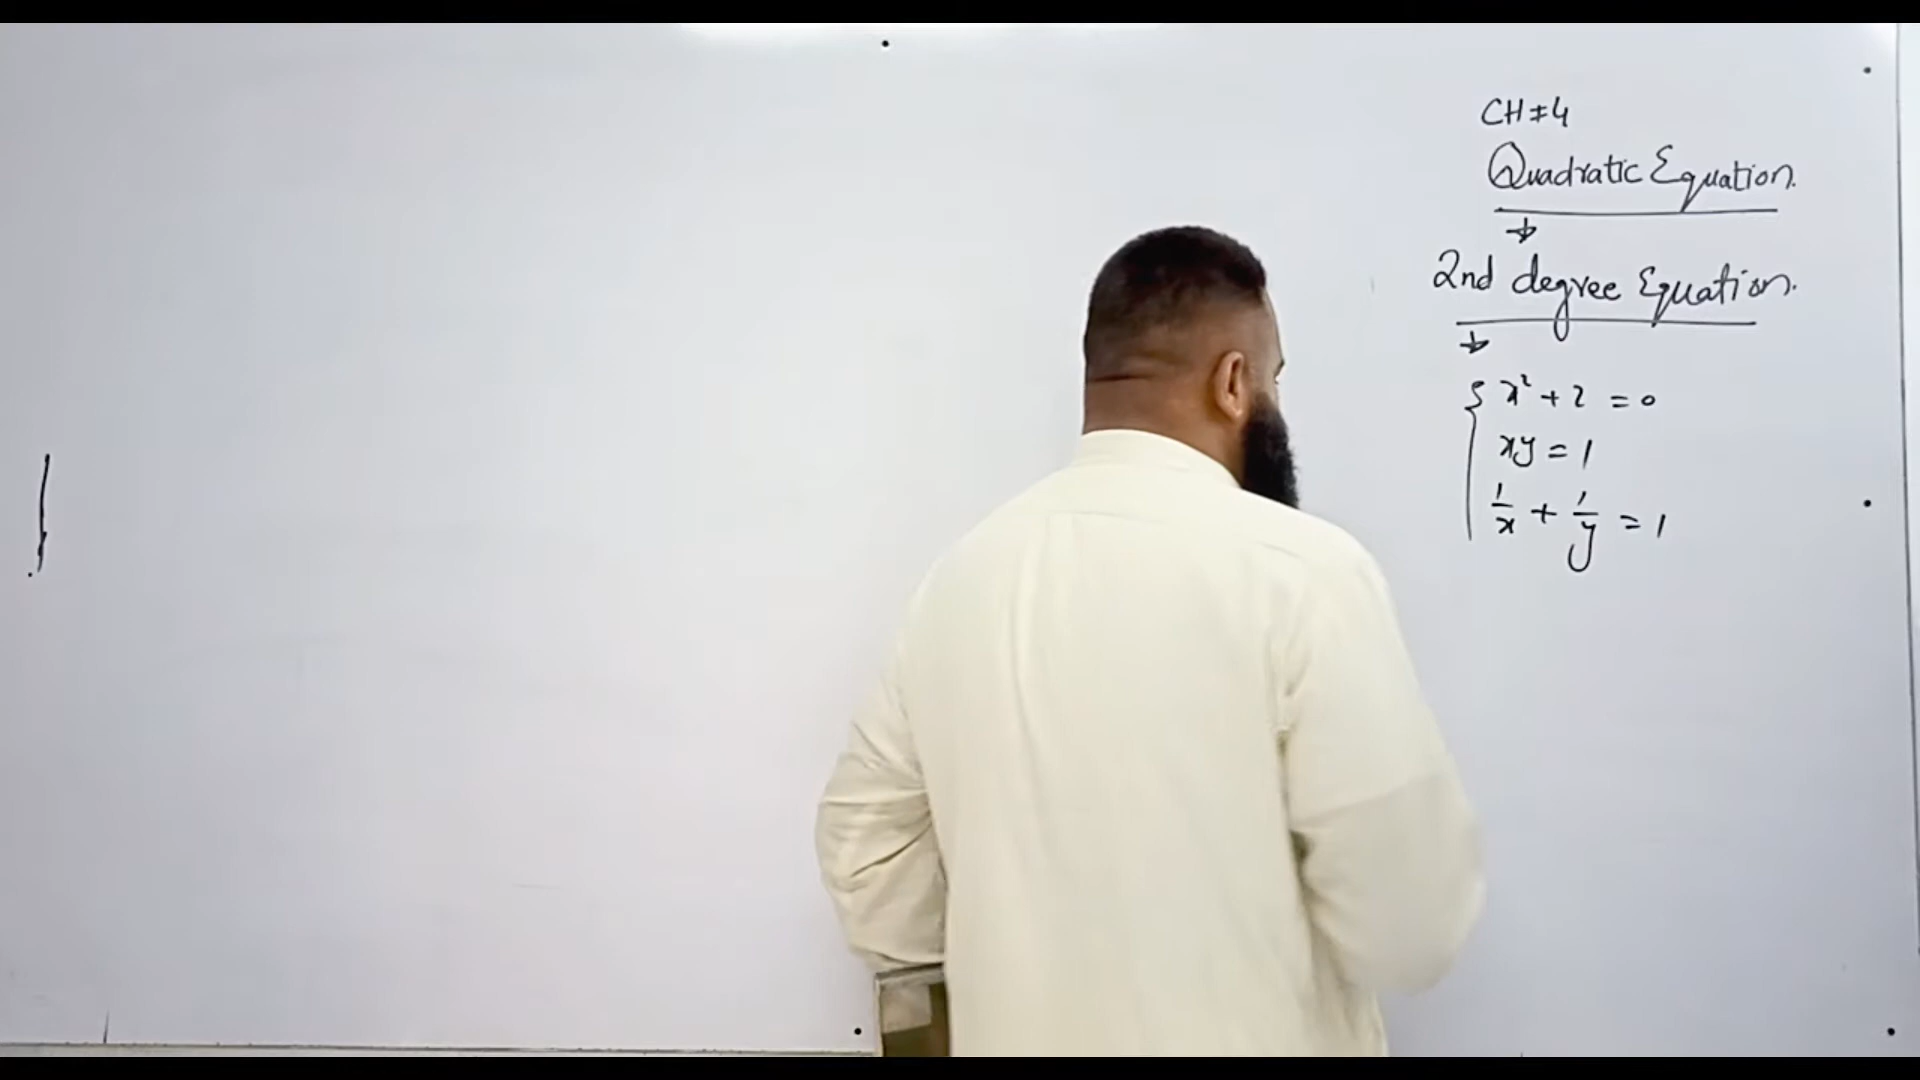 CH#4
Quadratic Equation.
2nd degree Equation.
x² + 2 = 0
xy = 1
1/x + 1/y = 1